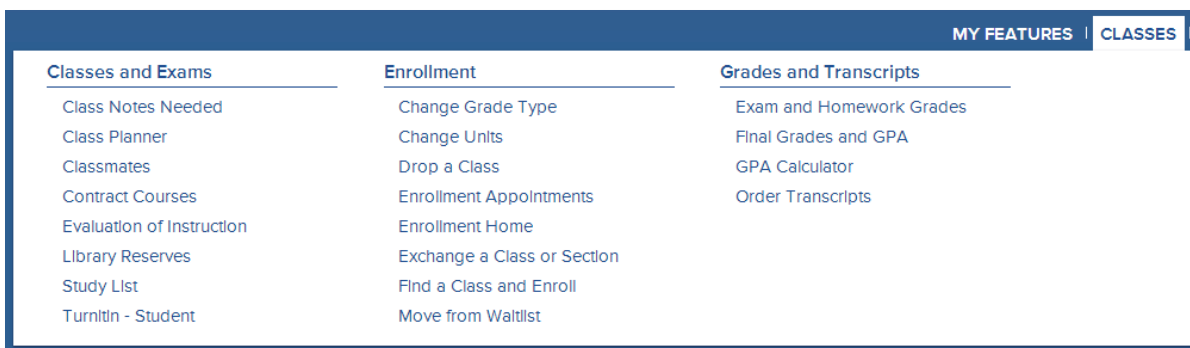 MY FEATURES | CLASSES
Classes and Exams
Class Notes Needed
Class Planner
Classmates
Contract Courses
Evaluation of Instruction
Library Reserves
Study List
TurnItIn - Student
Enrollment
Change Grade Type
Change Units
Drop a Class
Enrollment Appointments
Enrollment Home
Exchange a Class or Section
Find a Class and Enroll
Move from Waitlist
Grades and Transcripts
Exam and Homework Grades
Final Grades and GPA
GPA Calculator
Order Transcripts